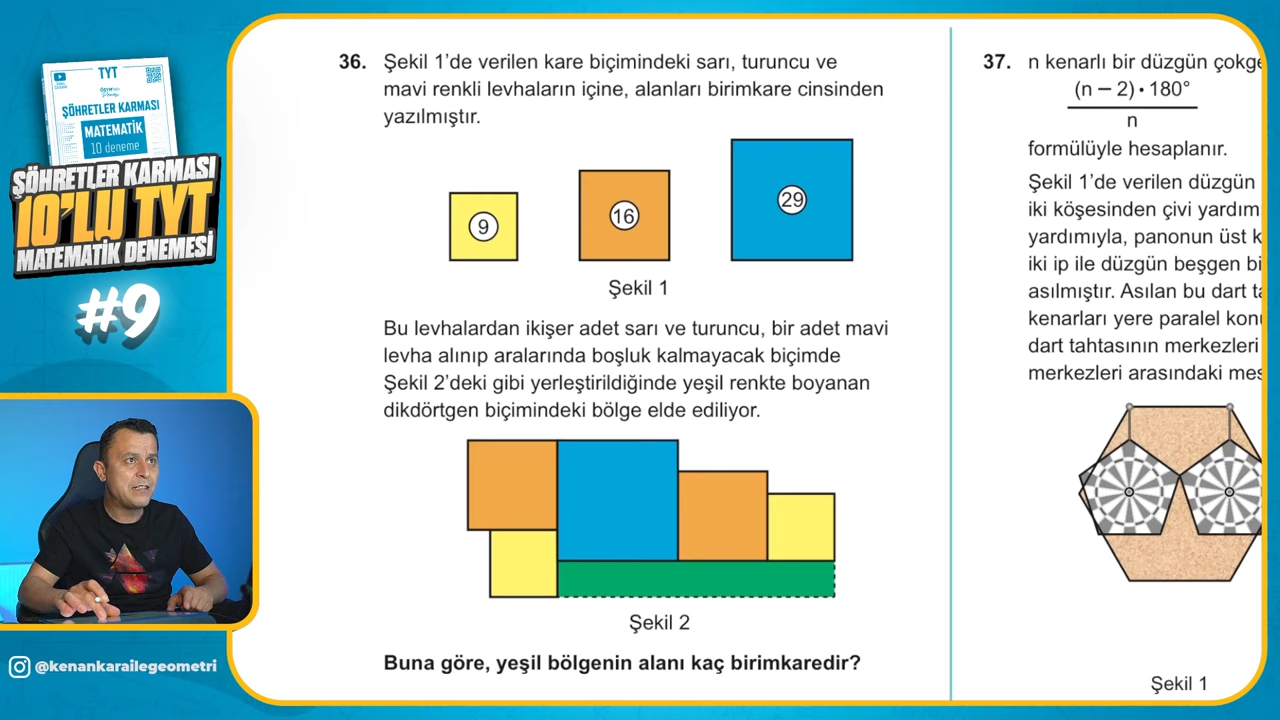 TYT
ŞÖHRETLER KARMASI
MATEMATİK
10 deneme
ŞÖHRETLER KARMASI
10'LU TYT
MATEMATİK DENEMESİ
#9
@kenankarailegeometri
36. Şekil 1'de verilen kare biçimindeki sarı, turuncu ve
mavi renkli levhaların içine, alanları birimkare cinsinden
yazılmıştır.
9
16
29
Şekil 1
Bu levhalardan ikişer adet sarı ve turuncu, bir adet mavi
levha alınıp aralarında boşluk kalmayacak biçimde
Şekil 2'deki gibi yerleştirildiğinde yeşil renkte boyanan
dikdörtgen biçimindeki bölge elde ediliyor.
Şekil 2
Buna göre, yeşil bölgenin alanı kaç birimkaredir?
37. n kenarlı bir düzgün çokge
(n – 2) • 180°
n
formülüyle hesaplanır.
Şekil 1'de verilen düzgün
iki köşesinden çivi yardım
yardımıyla, panonun üst k
iki ip ile düzgün beşgen bi
asılmıştır. Asılan bu dart ta
kenarları yere paralel konu
dart tahtasının merkezleri
merkezleri arasındaki mes
Şekil 1